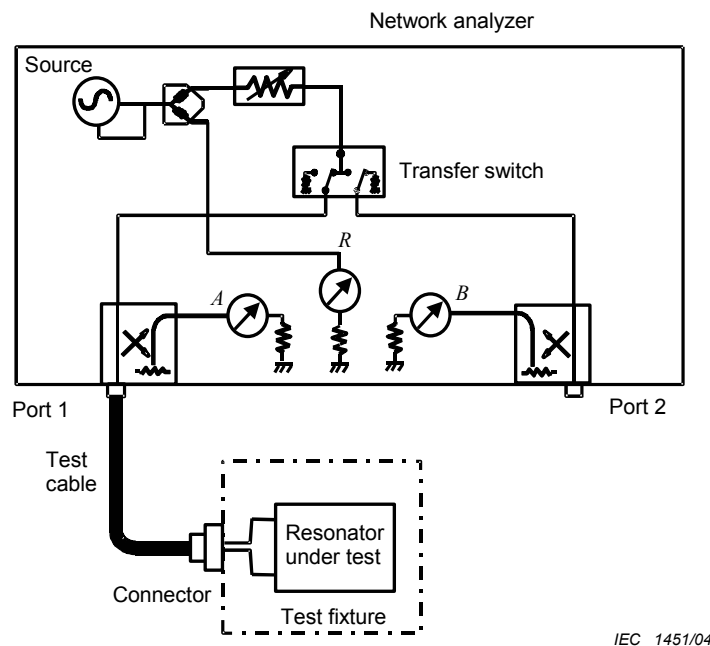 Network analyzer
Source
Transfer switch
R
A
B
Port 1
Port 2
Test
cable
Resonator
under test
Connector
Test fixture
IEC 1451/04